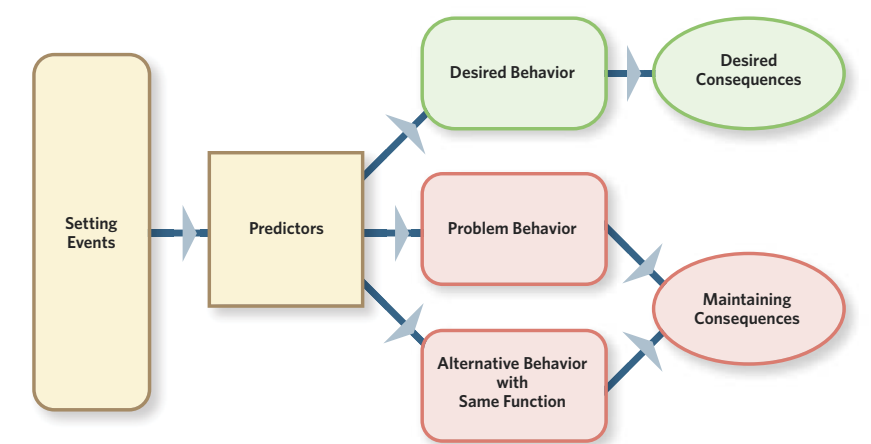 Setting
Events
Predictors
Desired Behavior
Desired
Consequences
Problem Behavior
Maintaining
Consequences
Alternative Behavior
with
Same Function